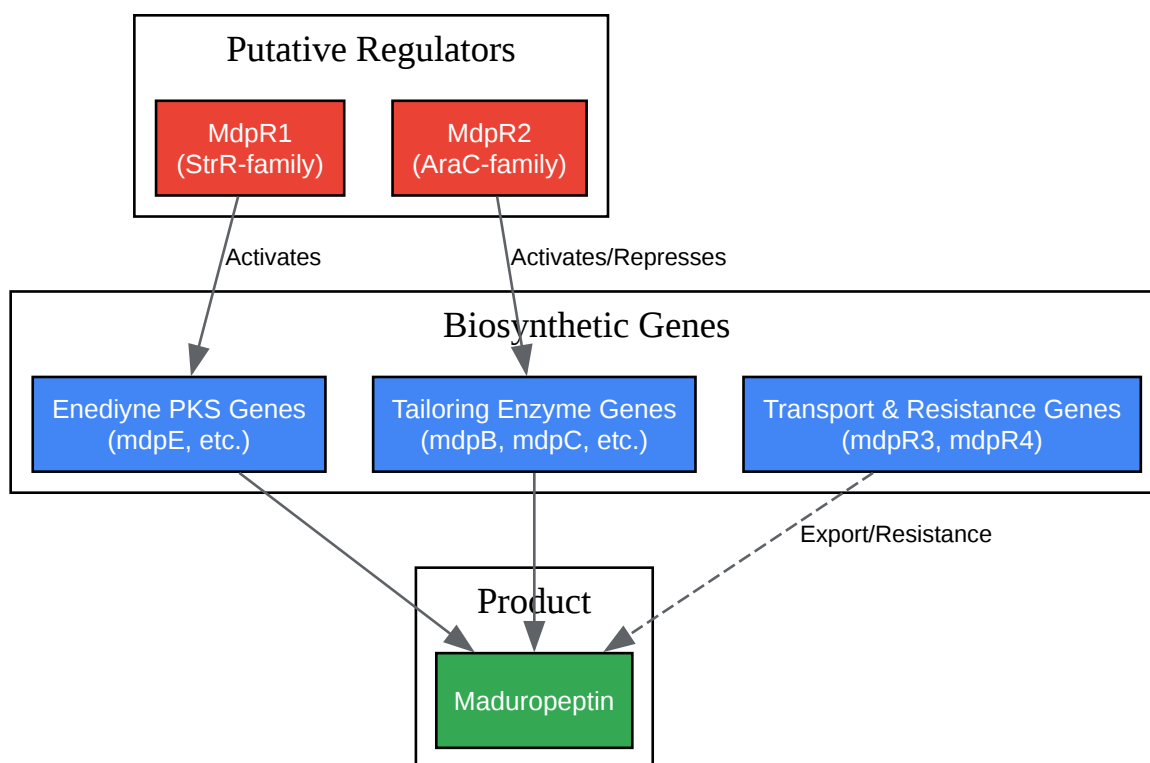 Putative Regulators
MdpR1
(StrR-family)
MdpR2
(AraC-family)
Activates
Activates/Represses
Biosynthetic Genes
Enediyne PKS Genes
(mdpE, etc.)
Tailoring Enzyme Genes
(mdpB, mdpC, etc.)
Transport & Resistance Genes
(mdpR3, mdpR4)
Export/Resistance
Product
Maduropeptin